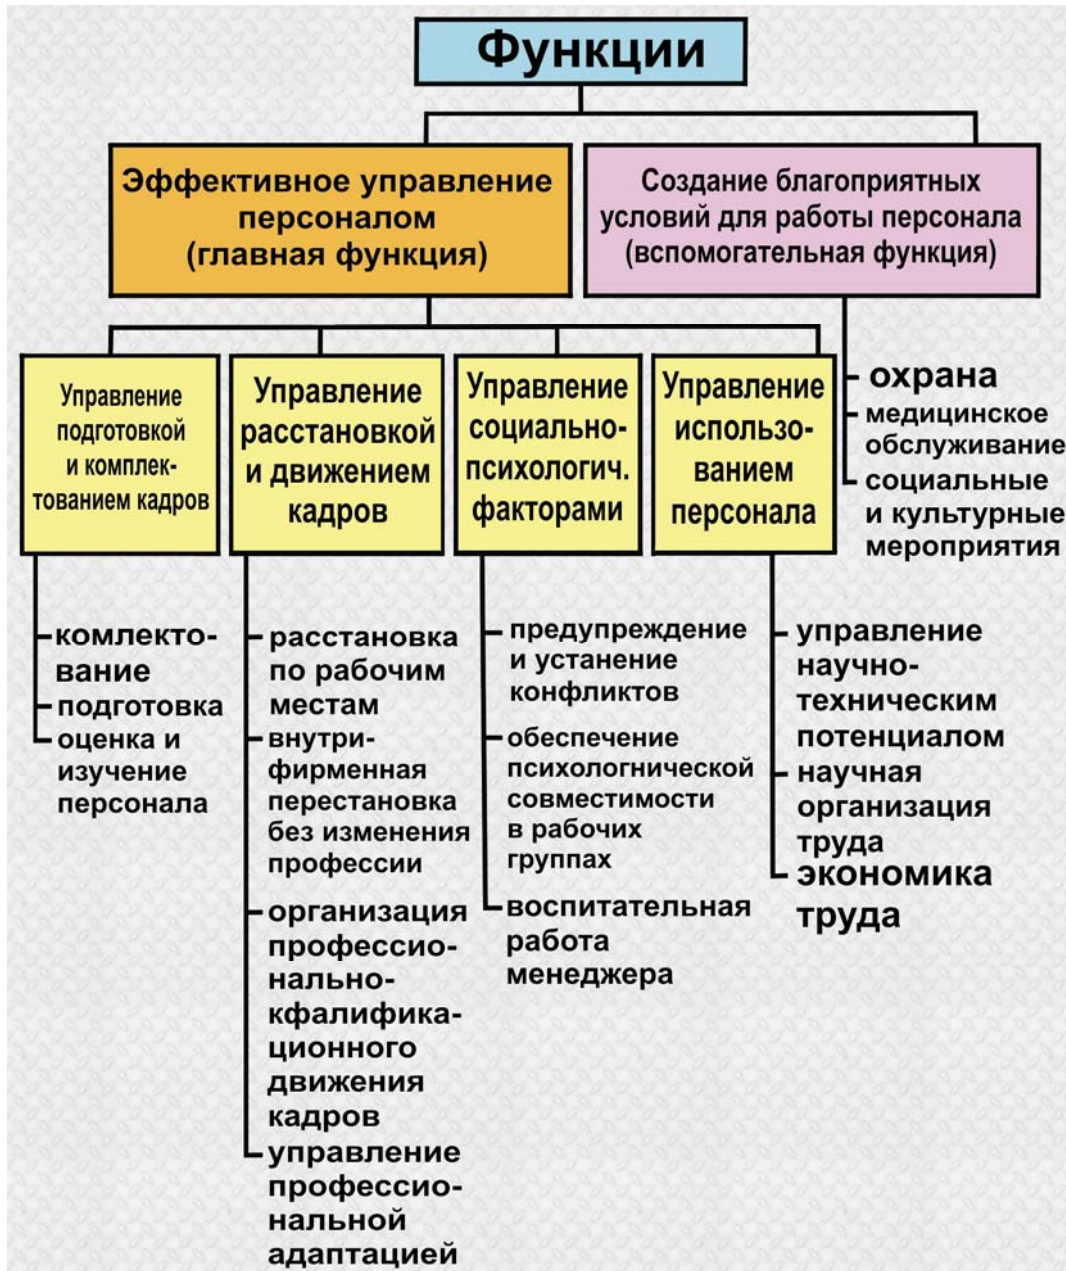 Функции
Эффективное управление
персоналом
(главная функция)
Создание благоприятных
условий для работы персонала
(вспомогательная функция)
Управление
подготовкой
и комплек-
тованием кадров
Управление
расстановкой
и движением
кадров
Управление
социально-
психологич.
факторами
Управление
использо-
ванием
персонала
охрана
медицинское
обслуживание
социальные
и культурные
мероприятия
комлекто-
вание
подготовка
оценка и
изучение
персонала
расстановка
по рабочим
местам
внутри-
фирменная
перестановка
без изменения
профессии
организация
профессио-
нально-
кфалифика-
ционного
движения
кадров
управление
профессио-
нальной
адаптацией
предупреждение
и устанение
конфликтов
обеспечение
психологнической
совместимости
в рабочих
группах
воспитательная
работа
менеджера
управление
научно-
техническим
потенциалом
научная
организация
труда
экономика
труда